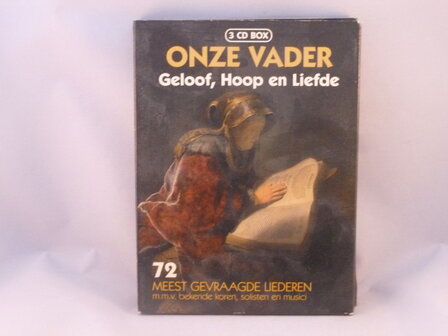 3 CD BOX
ONZE VADER
Geloof, Hoop en Liefde
72
MEEST GEVRAAGDE LIEDEREN
m.m.v. bekende koren, solisten en musici